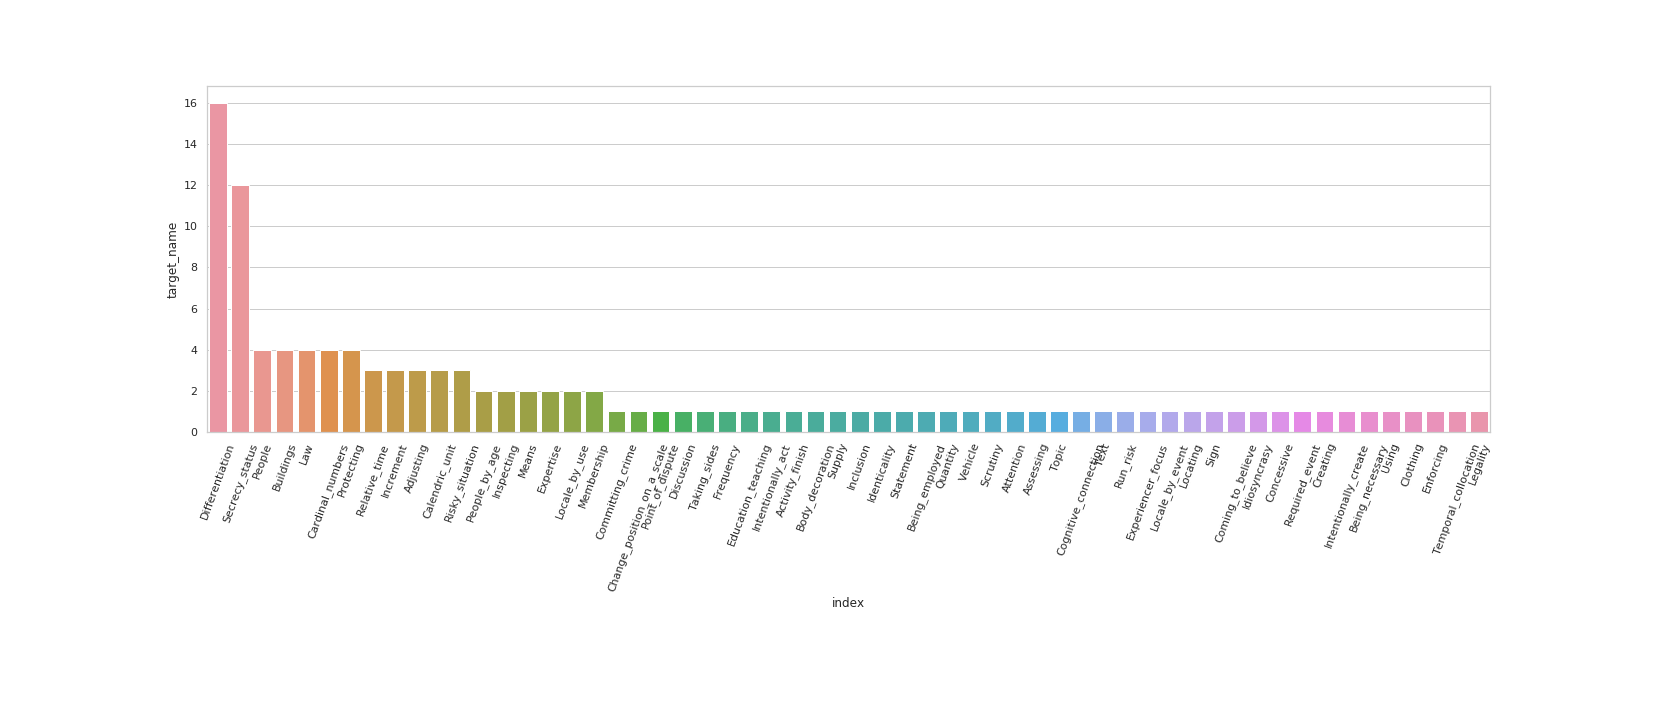 16
14
12
10
8
6
4
2
0
target_name
Differentiation
Secrecy_status
People
Buildings
Law
Cardinal_numbers
Protecting
Relative_time
Increment
Adjusting
Calendric_unit
Risky_situation
People_by_age
Inspecting
Means
Expertise
Locale_by_use
Membership
Committing_crime
Change_position_on_a_scale
Point_of_dispute
Discussion
Taking_sides
Frequency
Education_teaching
Intentionally_act
Activity_finish
Body_decoration
Supply
Inclusion
Identicality
Statement
Being_employed
Quantity
Vehicle
Scrutiny
Attention
Assessing
Topic
Cognitive_connection
Text
Run_risk
Experiencer_focus
Locale_by_event
Locating
Sign
Coming_to_believe
Idiosyncrasy
Concessive
Required_event
Creating
Intentionally_create
Being_necessary
Using
Clothing
Enforcing
Temporal_collocation
Legality
index